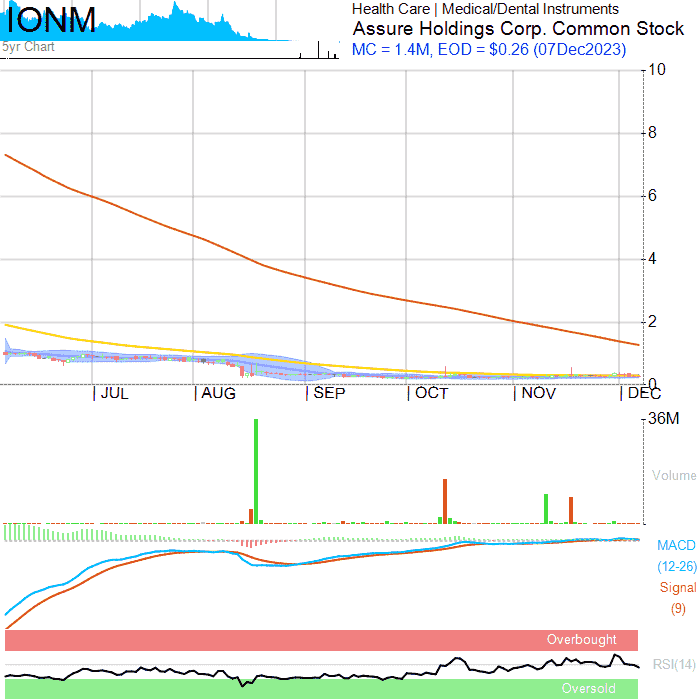 IONM
5yr Chart
Health Care | Medical/Dental Instruments
Assure Holdings Corp. Common Stock
MC = 1.4M, EOD = $0.26 (07Dec2023)
10
8
6
4
2
0
| JUL | AUG | SEP | OCT | NOV | DEC
36M
Volume
MACD
(12-26)
Signal
(9)
Overbought
RSI(14)
Oversold